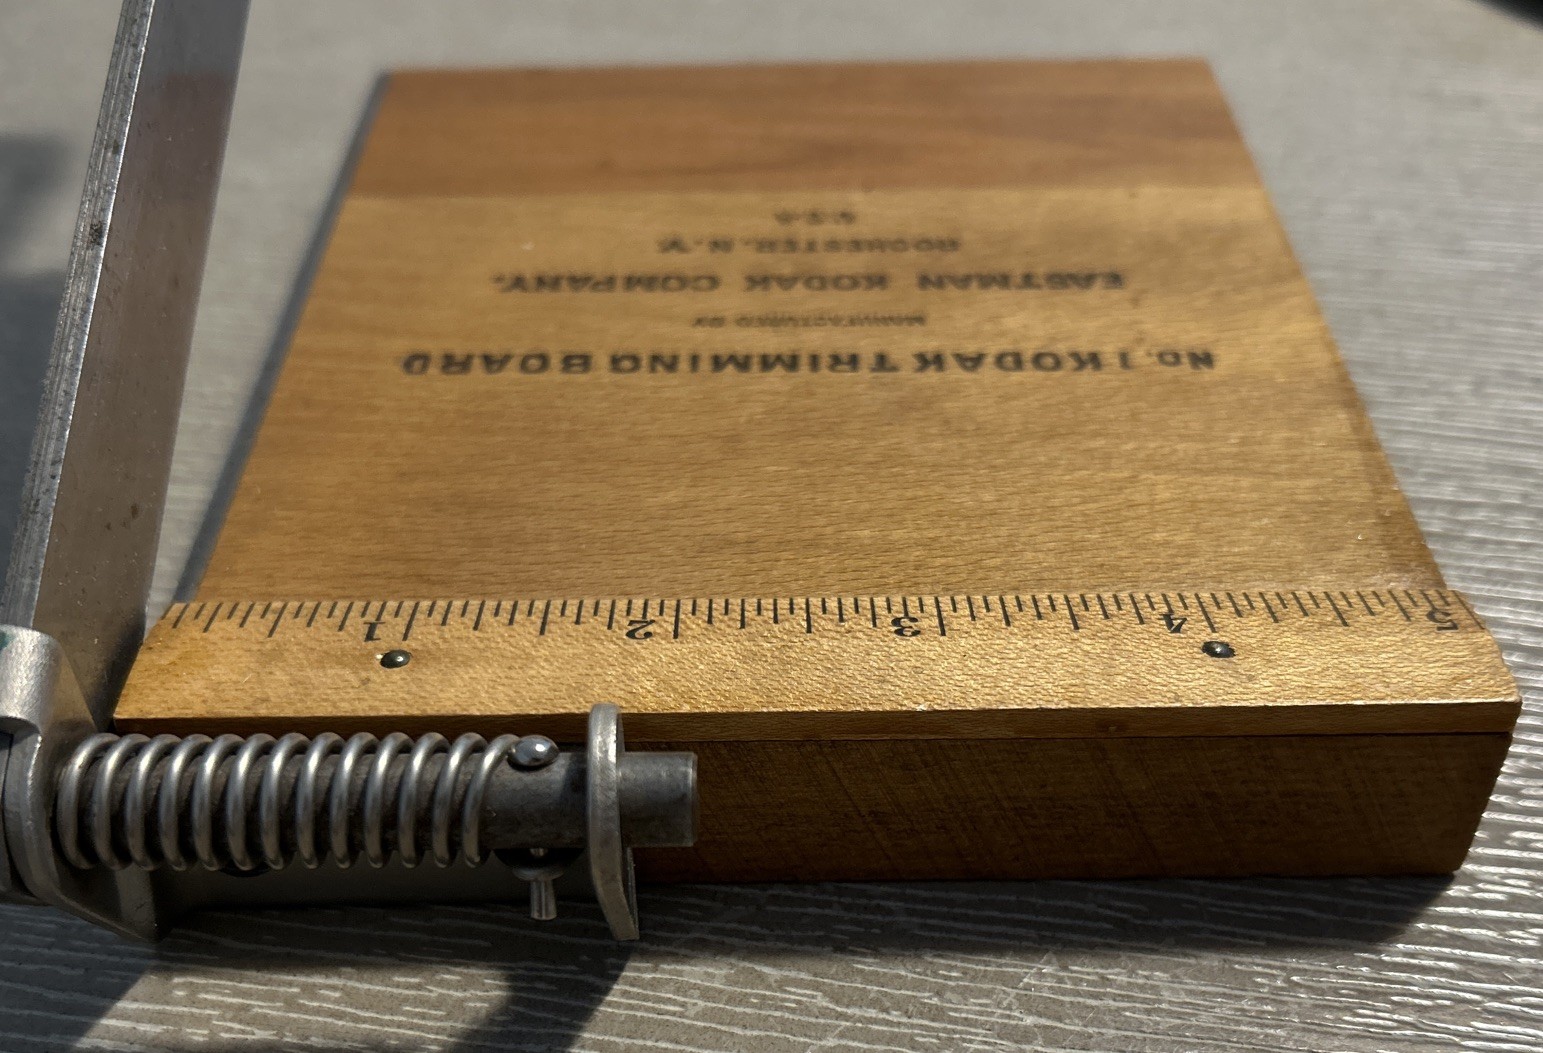 No. 1 KODAK TRIMMING BOARD
MANUFACTURED BY
EASTMAN KODAK COMPANY,
ROCHESTER, N.Y.
U.S.A.
1 2 3 4 5